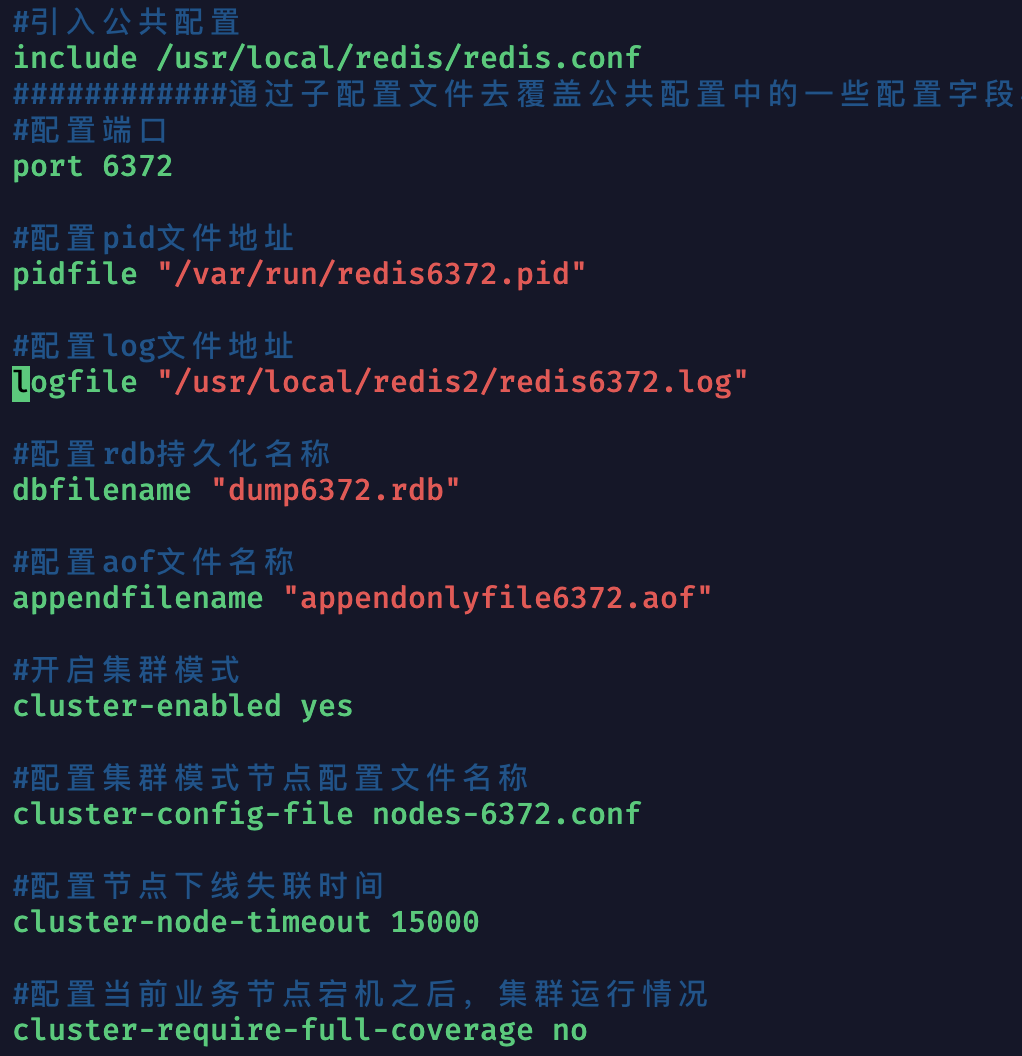 #引入公共配置
include /usr/local/redis/redis.conf
############通过子配置文件去覆盖公共配置中的一些配置字段
#配置端口
port 6372
#配置pid文件地址
pidfile "/var/run/redis6372.pid"
#配置log文件地址
logfile "/usr/local/redis2/redis6372.log"
#配置rdb持久化名称
dbfilename "dump6372.rdb"
#配置aof文件名称
appendfilename "appendonlyfile6372.aof"
#开启集群模式
cluster-enabled yes
#配置集群模式节点配置文件名称
cluster-config-file nodes-6372.conf
#配置节点下线失联时间
cluster-node-timeout 15000
#配置当前业务节点宕机之后，集群运行情况
cluster-require-full-coverage no